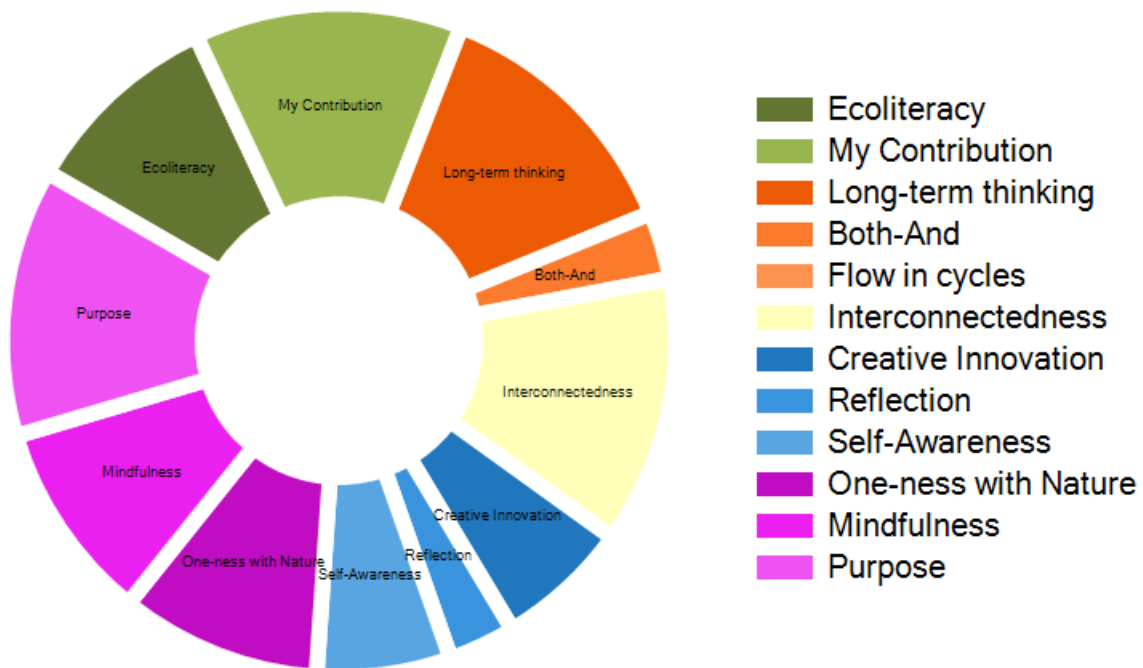 My Contribution
Ecoliteracy
Long-term thinking
Both-And
Purpose
Interconnectedness
Mindfulness
Creative Innovation
Reflection
One-ness with Nature
Self-Awareness
Ecoliteracy
My Contribution
Long-term thinking
Both-And
Flow in cycles
Interconnectedness
Creative Innovation
Reflection
Self-Awareness
One-ness with Nature
Mindfulness
Purpose